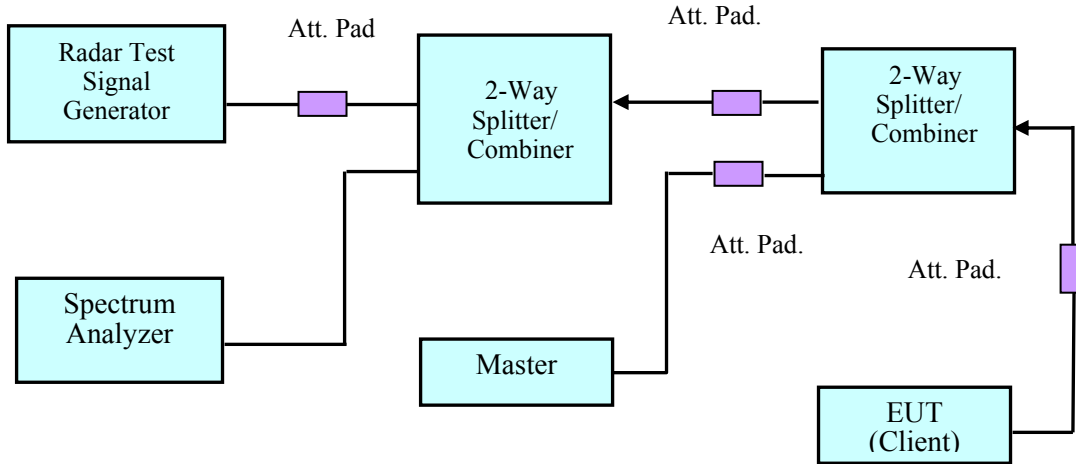 Att. Pad
Att. Pad.
Radar Test
Signal
Generator
2-Way
Splitter/
Combiner
2-Way
Splitter/
Combiner
Att. Pad.
Att. Pad.
Spectrum
Analyzer
Master
EUT
(Client)